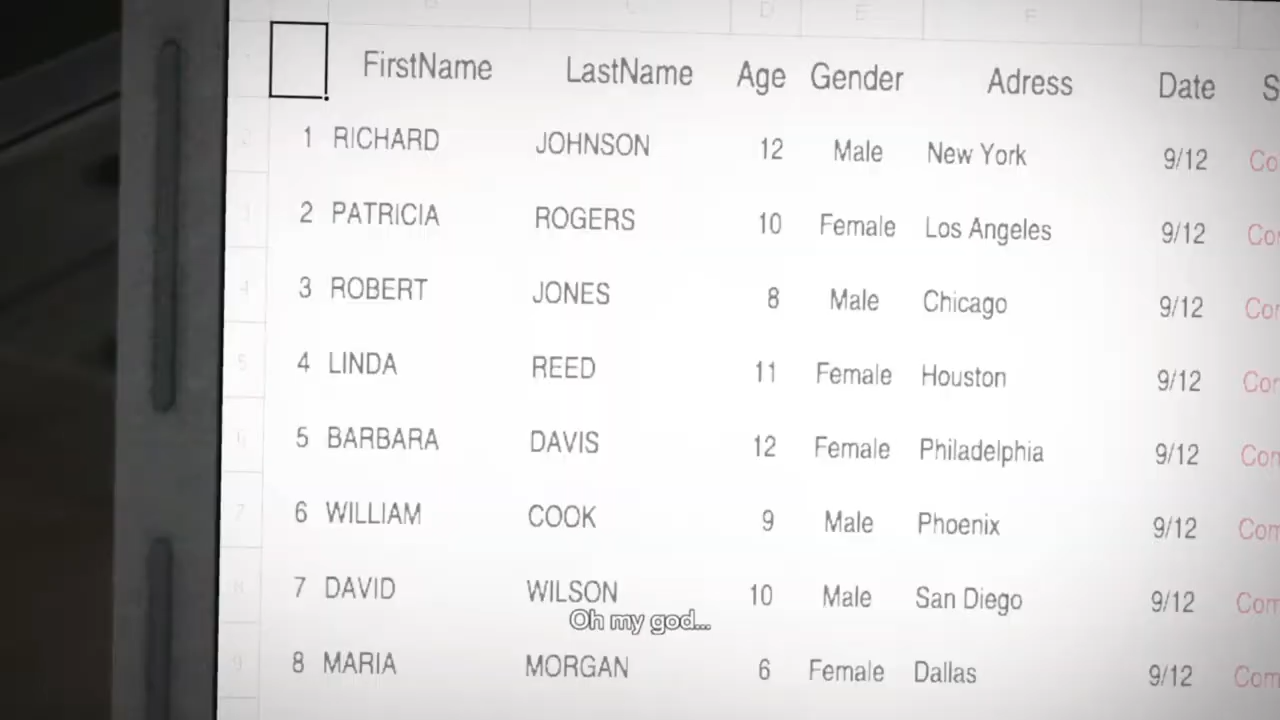 FirstName LastName Age Gender Adress Date
1 RICHARD JOHNSON 12 Male New York 9/12
2 PATRICIA ROGERS 10 Female Los Angeles 9/12
3 ROBERT JONES 8 Male Chicago 9/12
4 LINDA REED 11 Female Houston 9/12
5 BARBARA DAVIS 12 Female Philadelphia 9/12
6 WILLIAM COOK 9 Male Phoenix 9/12
7 DAVID WILSON 10 Male San Diego 9/12
Oh my god...
8 MARIA MORGAN 6 Female Dallas 9/12